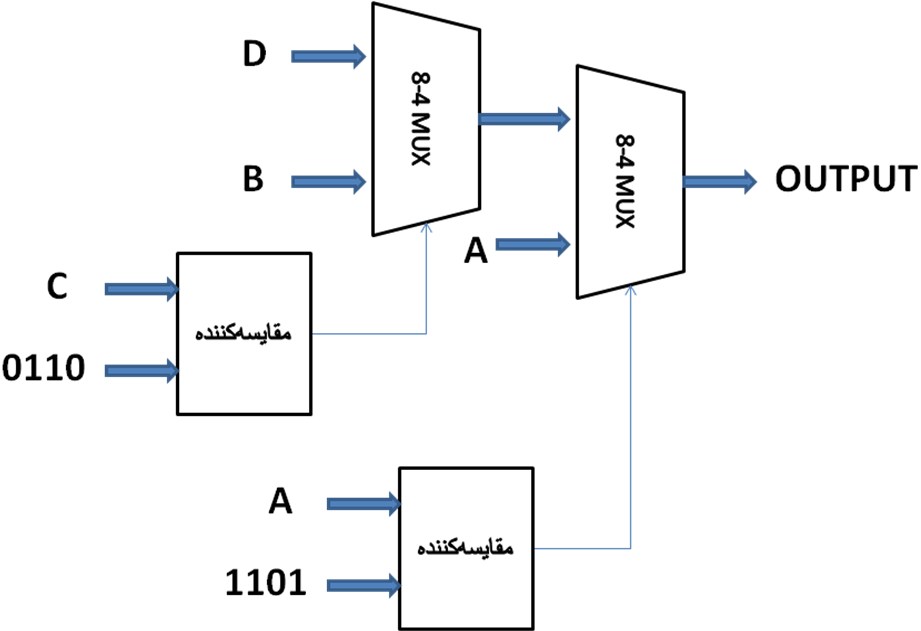 D
8-4 MUX
B
8-4 MUX
OUTPUT
A
C
مقایسه‌کننده
0110
A
مقایسه‌کننده
1101